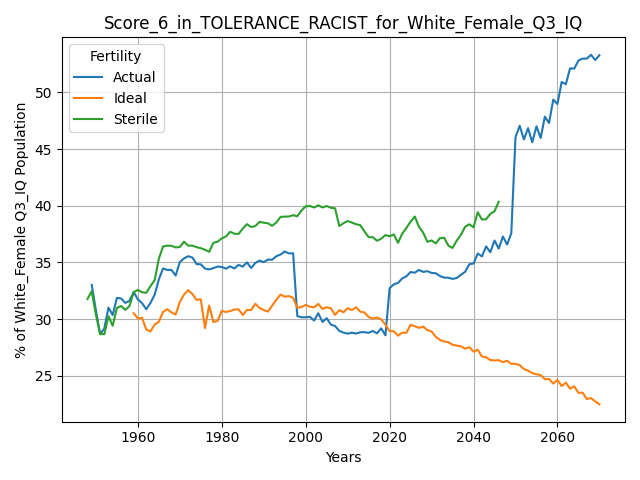 Score_6_in_TOLERANCE_RACIST_for_White_Female_Q3_IQ
Fertility
Actual
Ideal
Sterile
% of White_Female Q3_IQ Population
50
45
40
35
30
25
1960
1980
2000
2020
2040
2060
Years